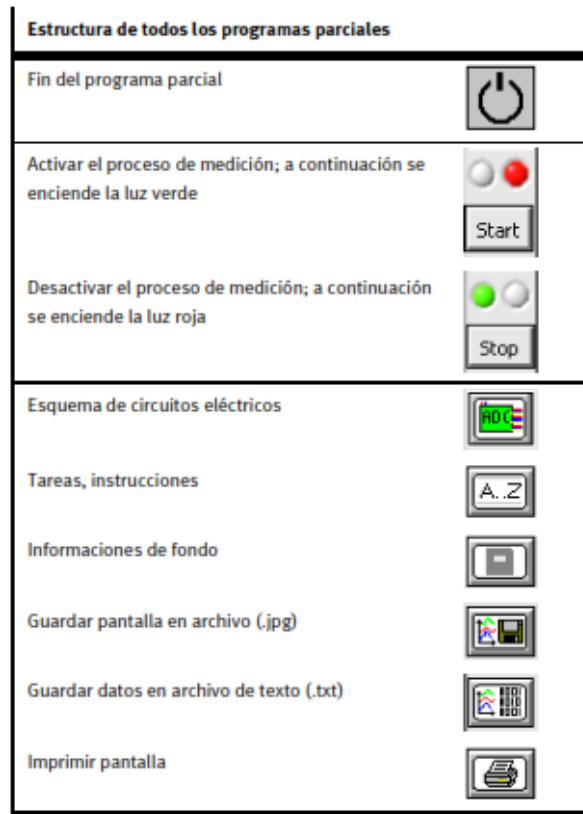 Estructura de todos los programas parciales
Fin del programa parcial
Activar el proceso de medición; a continuación se
enciende la luz verde
Start
Desactivar el proceso de medición; a continuación
se enciende la luz roja
Stop
Esquema de circuitos eléctricos
ADC
Tareas, instrucciones
A..Z
Informaciones de fondo
Guardar pantalla en archivo (.jpg)
Guardar datos en archivo de texto (.txt)
Imprimir pantalla